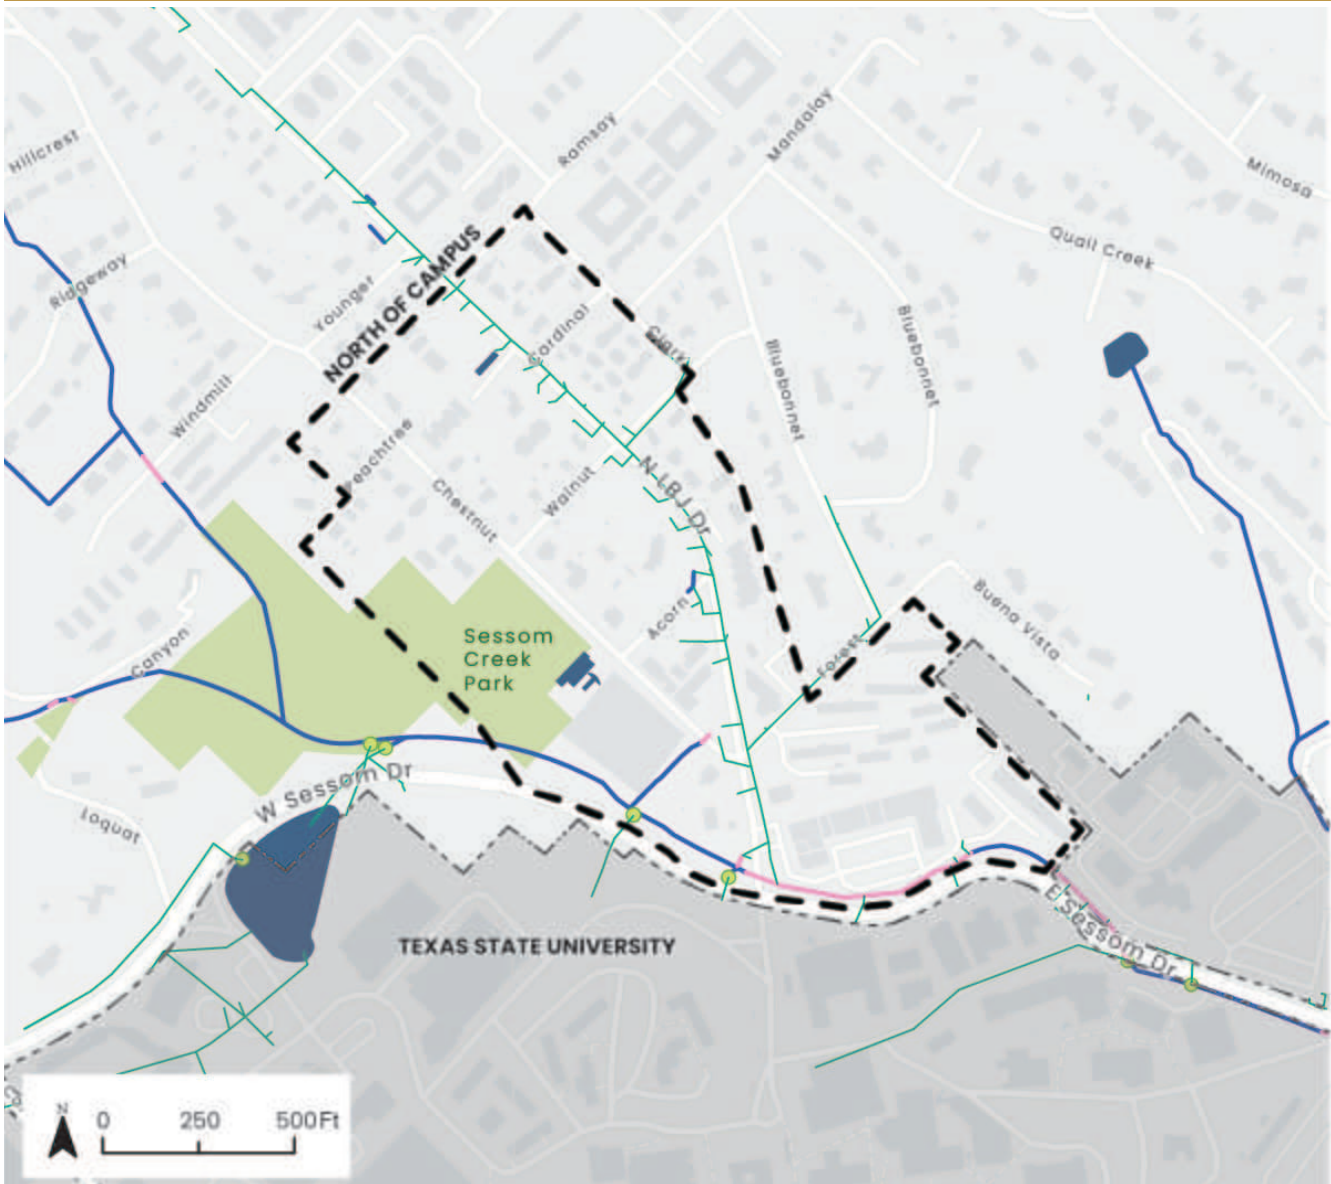 Ramsay
Mandalay
Hillcrest
Mimosa
Quail Creek
Ridgeway
Younger
NORTH OF CAMPUS
Cardinal
Clark
Bluebonnet
Bluebonnet
Windmill
Peachtree
Chestnut
Walnut
N LBJ Dr
Acorn
Buena Vista
Forest
Canyon
Sessom
Creek
Park
W Sessom Dr
Loquat
TEXAS STATE UNIVERSITY
E Sessom Dr
N
0 250 500Ft